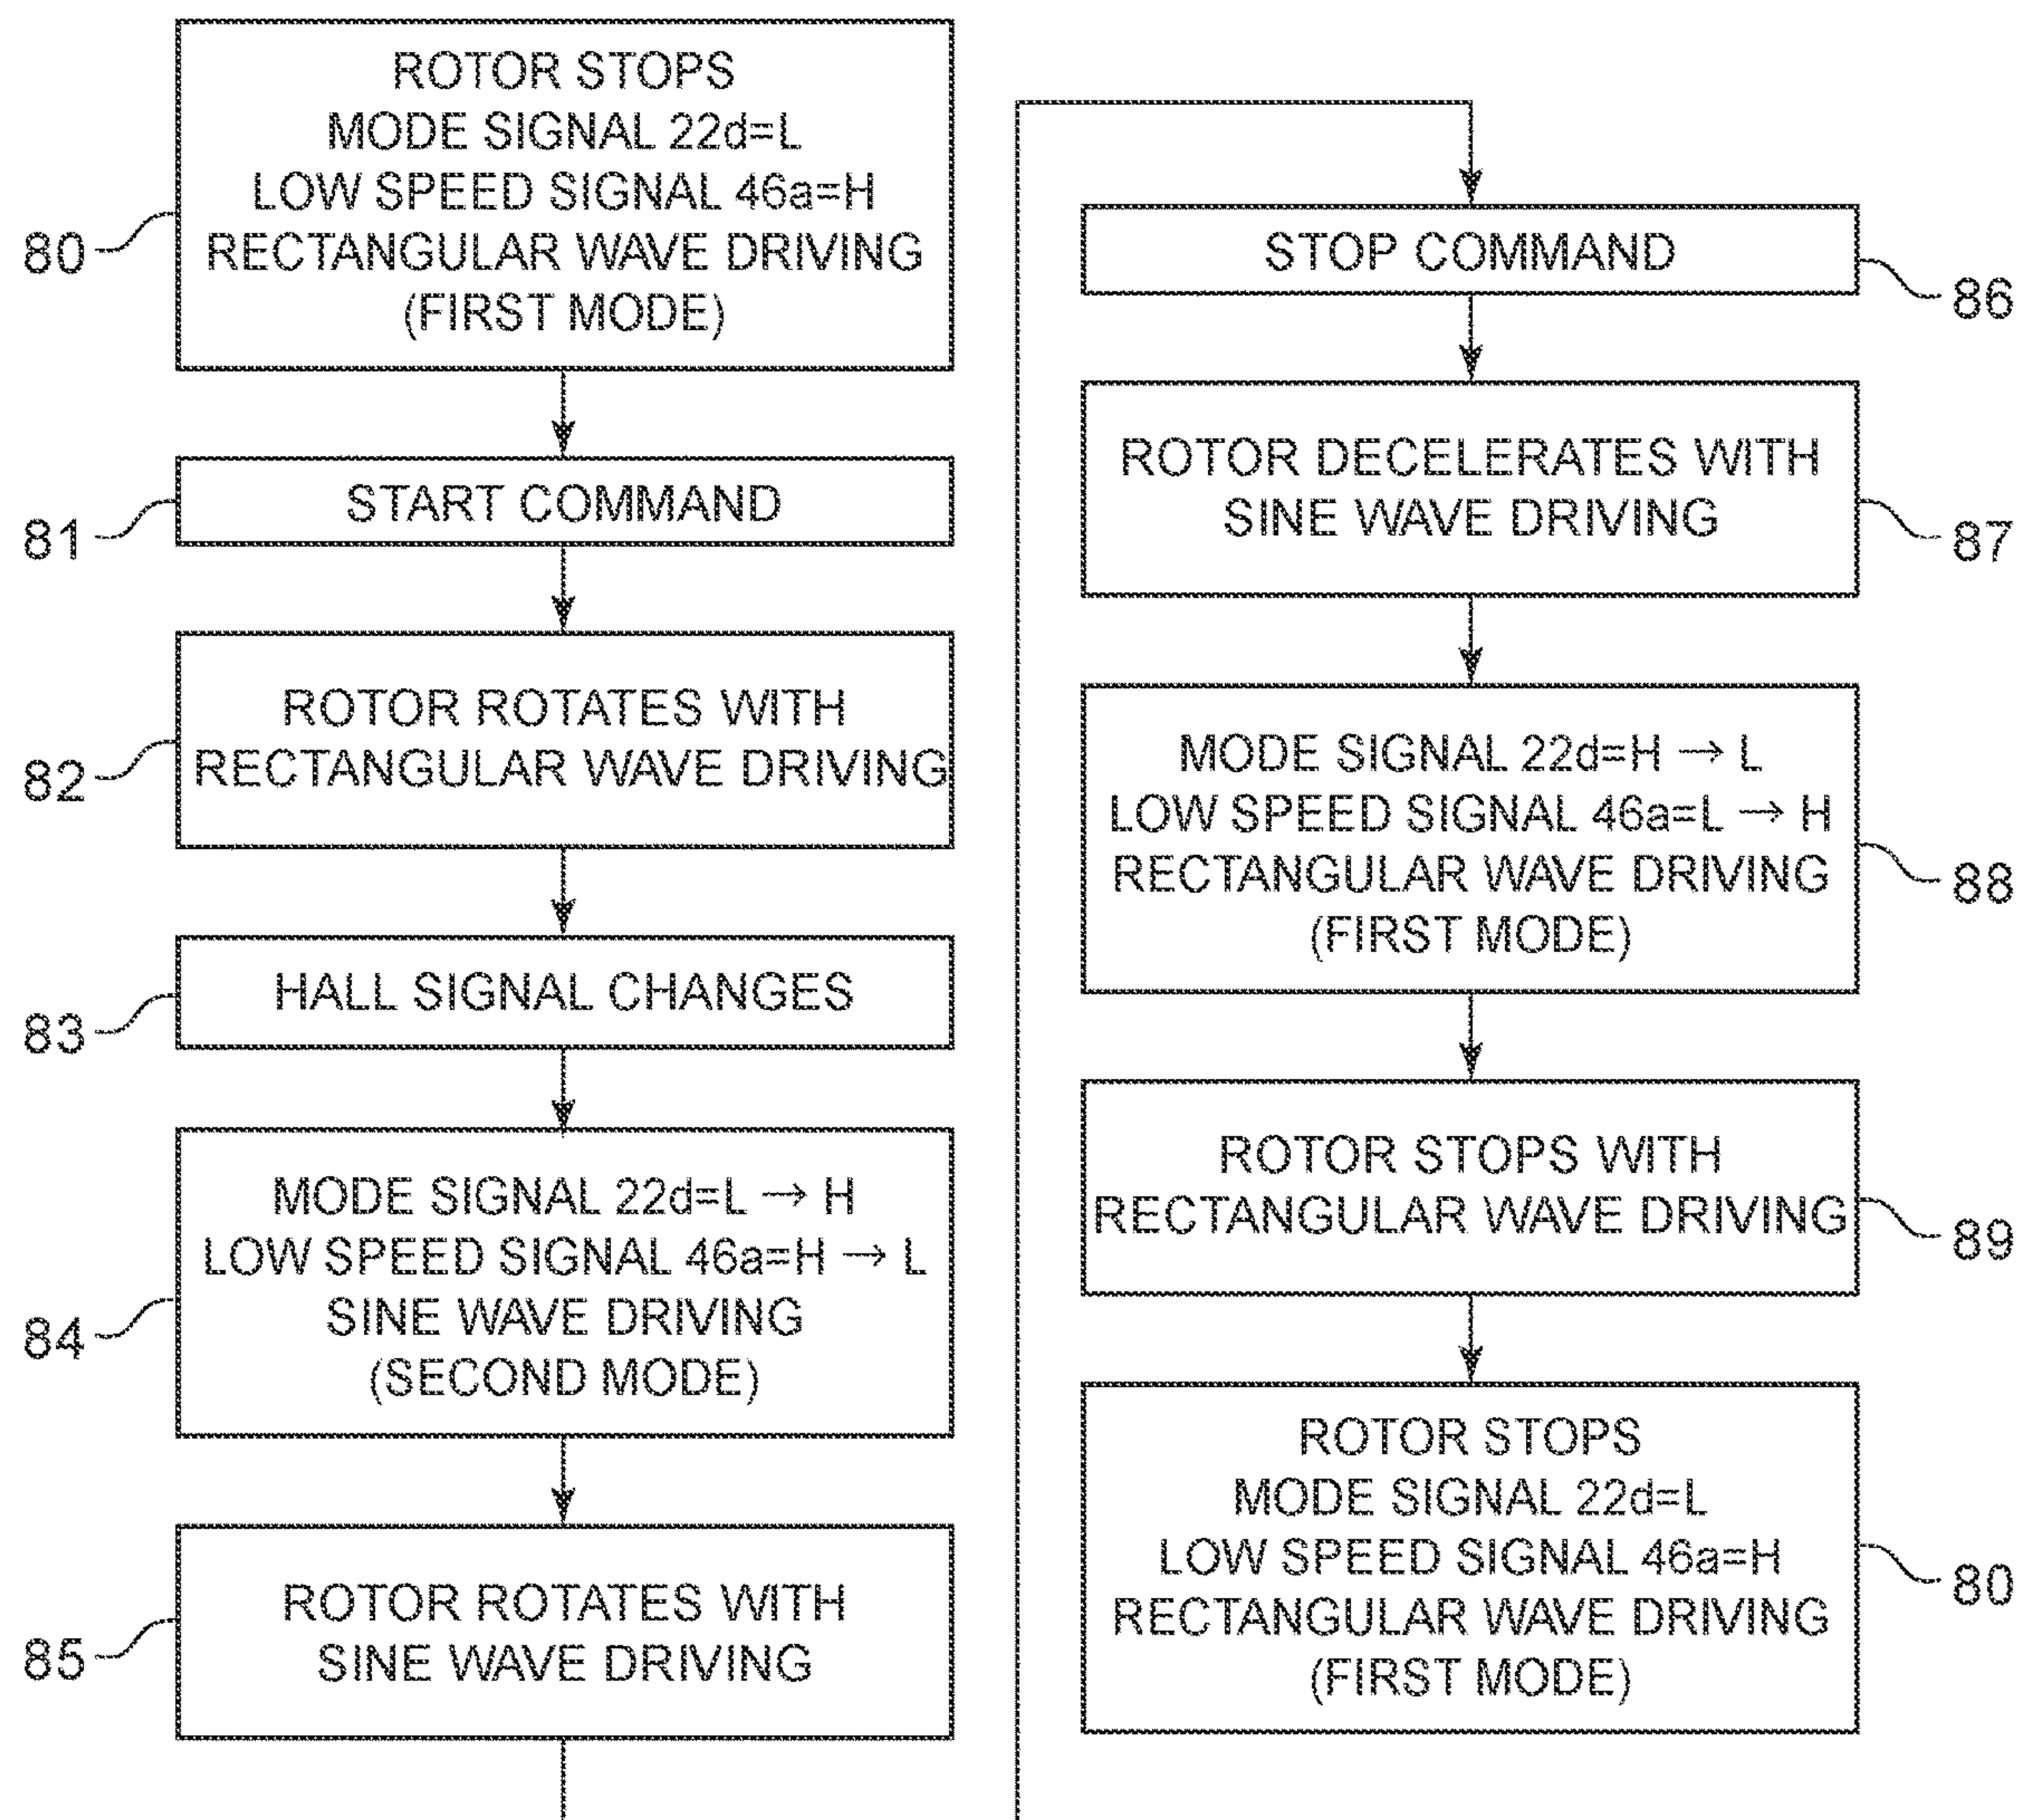 ROTOR STOPS
MODE SIGNAL 22d=L
LOW SPEED SIGNAL 46a=H
RECTANGULAR WAVE DRIVING
(FIRST MODE)
80
START COMMAND
81
ROTOR ROTATES WITH
RECTANGULAR WAVE DRIVING
82
HALL SIGNAL CHANGES
83
MODE SIGNAL 22d=L → H
LOW SPEED SIGNAL 46a=H → L
SINE WAVE DRIVING
(SECOND MODE)
84
ROTOR ROTATES WITH
SINE WAVE DRIVING
85
STOP COMMAND
86
ROTOR DECELERATES WITH
SINE WAVE DRIVING
87
MODE SIGNAL 22d=H → L
LOW SPEED SIGNAL 46a=L → H
RECTANGULAR WAVE DRIVING
(FIRST MODE)
88
ROTOR STOPS WITH
RECTANGULAR WAVE DRIVING
89
ROTOR STOPS
MODE SIGNAL 22d=L
LOW SPEED SIGNAL 46a=H
RECTANGULAR WAVE DRIVING
(FIRST MODE)
80